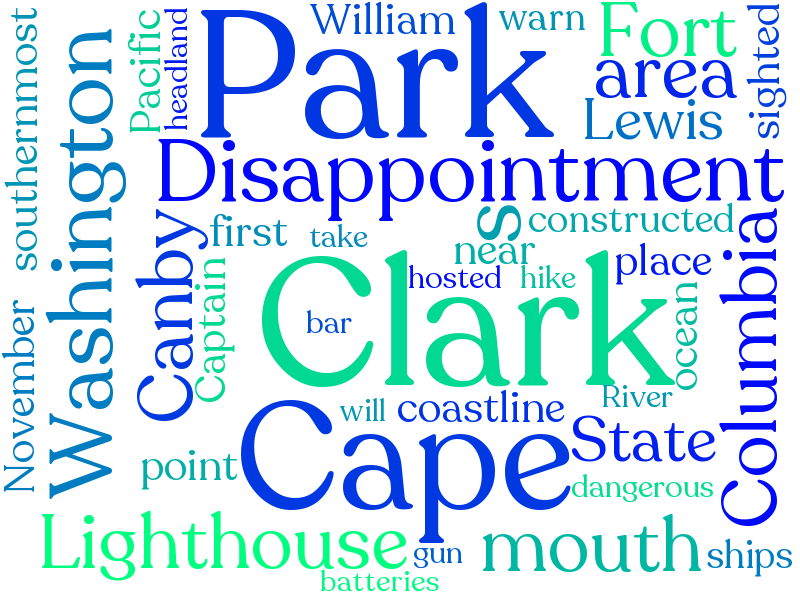 southernmost
Washington
Pacific
headland
Park
William
warn
Fort
area
Lewis
sighted
Disappointment
Canby
first
take
s
constructed
near
place
hosted
hike
Captain
Clark
bar
ocean
Columbia
November
will
coastline
River
Cape
State
point
dangerous
Lighthouse
gun
mouth
ships
batteries